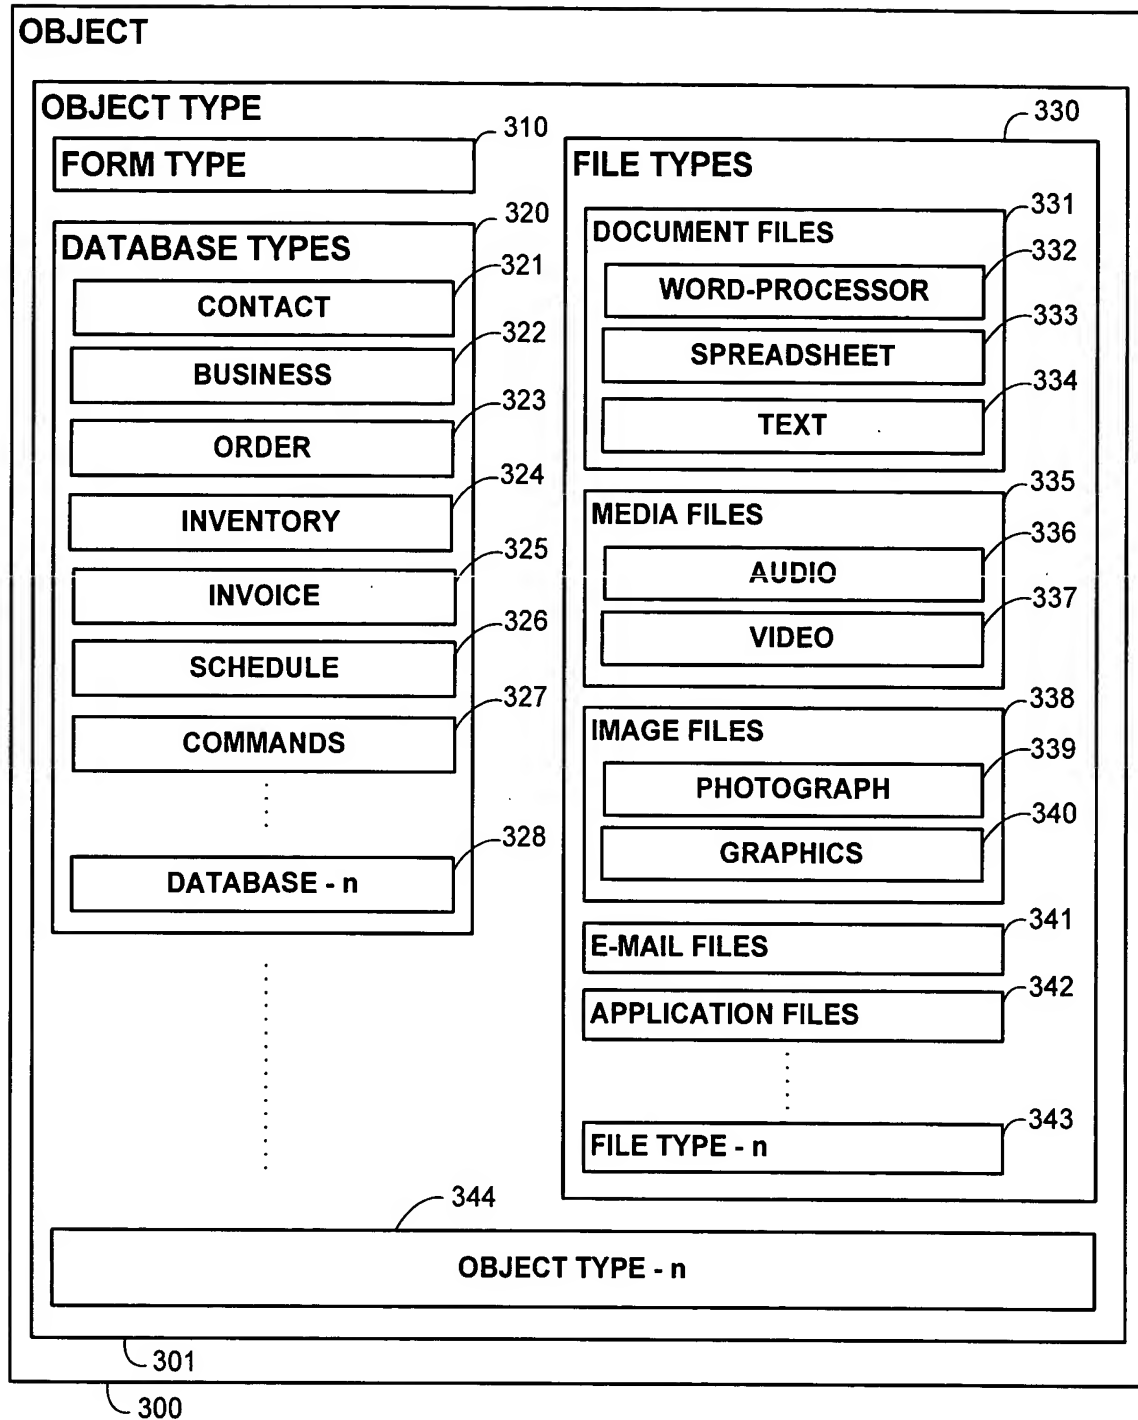 OBJECT
OBJECT TYPE
310
FORM TYPE
320
DATABASE TYPES
321
CONTACT
322
BUSINESS
323
ORDER
324
INVENTORY
325
INVOICE
326
SCHEDULE
327
COMMANDS
328
DATABASE - n
330
FILE TYPES
331
DOCUMENT FILES
332
WORD-PROCESSOR
333
SPREADSHEET
334
TEXT
335
MEDIA FILES
336
AUDIO
337
VIDEO
338
IMAGE FILES
339
PHOTOGRAPH
340
GRAPHICS
341
E-MAIL FILES
342
APPLICATION FILES
343
FILE TYPE - n
344
OBJECT TYPE - n
301
300